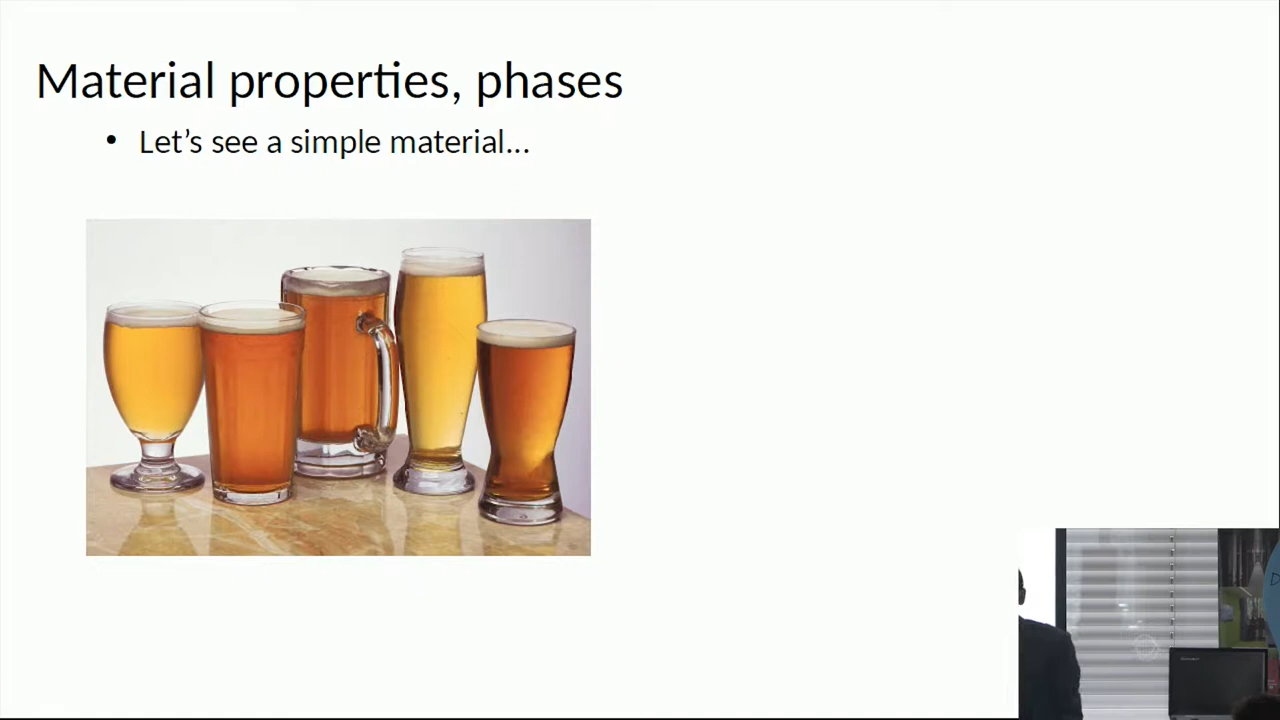 Material properties, phases
• Let's see a simple material...